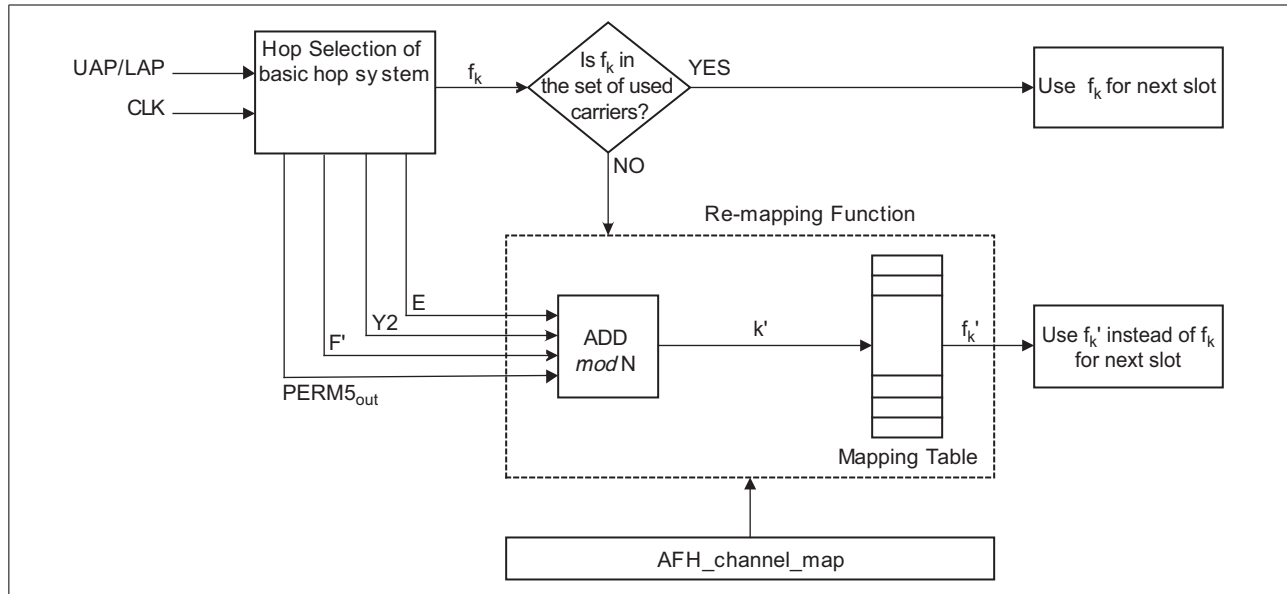 Hop Selection of
basic hop system
UAP/LAP
CLK
f_k
Is f_k in
the set of used
carriers?
YES
Use f_k for next slot
NO
Re-mapping Function
E
Y2
F'
PERM5_out
ADD
mod N
k'
f_k'
Mapping Table
Use f_k' instead of f_k
for next slot
AFH_channel_map